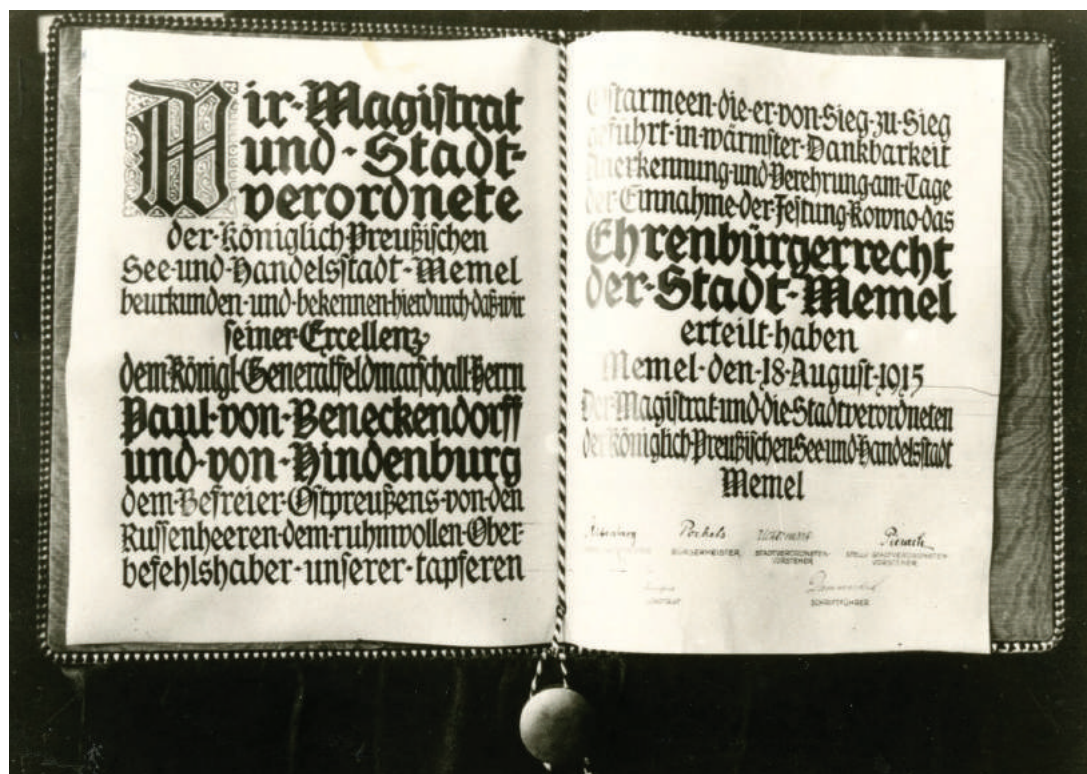 Wir·Magistrat
und·Stadt-
verordnete
der·Königlich·Preußischen
See·und·Handelsstadt·Memel
beurkunden·und·bekennen·hierdurch·daß·wir
seiner·Excellenz
dem·Königl·Generalfeldmarschall·Herrn
Paul·von·Beneckendorff
und·von·Hindenburg
dem·Befreier·Ostpreußens·von·den
Russenheeren·dem·ruhmvollen·Ober-
befehlshaber·unserer·tapferen
Ostarmeen·die·er·von·Sieg·zu·Sieg
geführt·in·wärmster·Dankbarkeit
Anerkennung·und·Verehrung·am·Tage
der·Einnahme·der·Festung·Kowno·das
Ehrenbürgerrecht
der·Stadt·Memel
erteilt·haben
Memel·den·18·August·1915
Der·Magistrat·und·die·Stadtverordneten
der·Königlich·Preußischen·See·und·Handelsstadt
Memel
Pockels
BÜRGERMEISTER STADTVERORDNETEN- STELLV. STADTVERORDNETEN-
VORSTEHER VORSTEHER
SCHRIFTFÜHRER